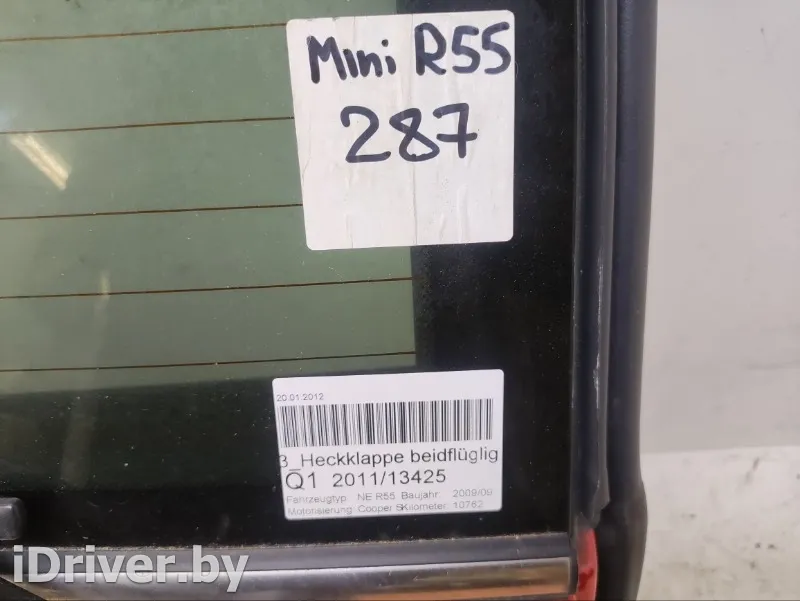 Mini R55
287
20.01.2012
3_Heckklappe beidflüglig
Q1 2011/13425
Fahrzeugtyp: NE R55 Baujahr: 2009/09
Motorisierung: Cooper S Kilometer: 10762
iDriver.by